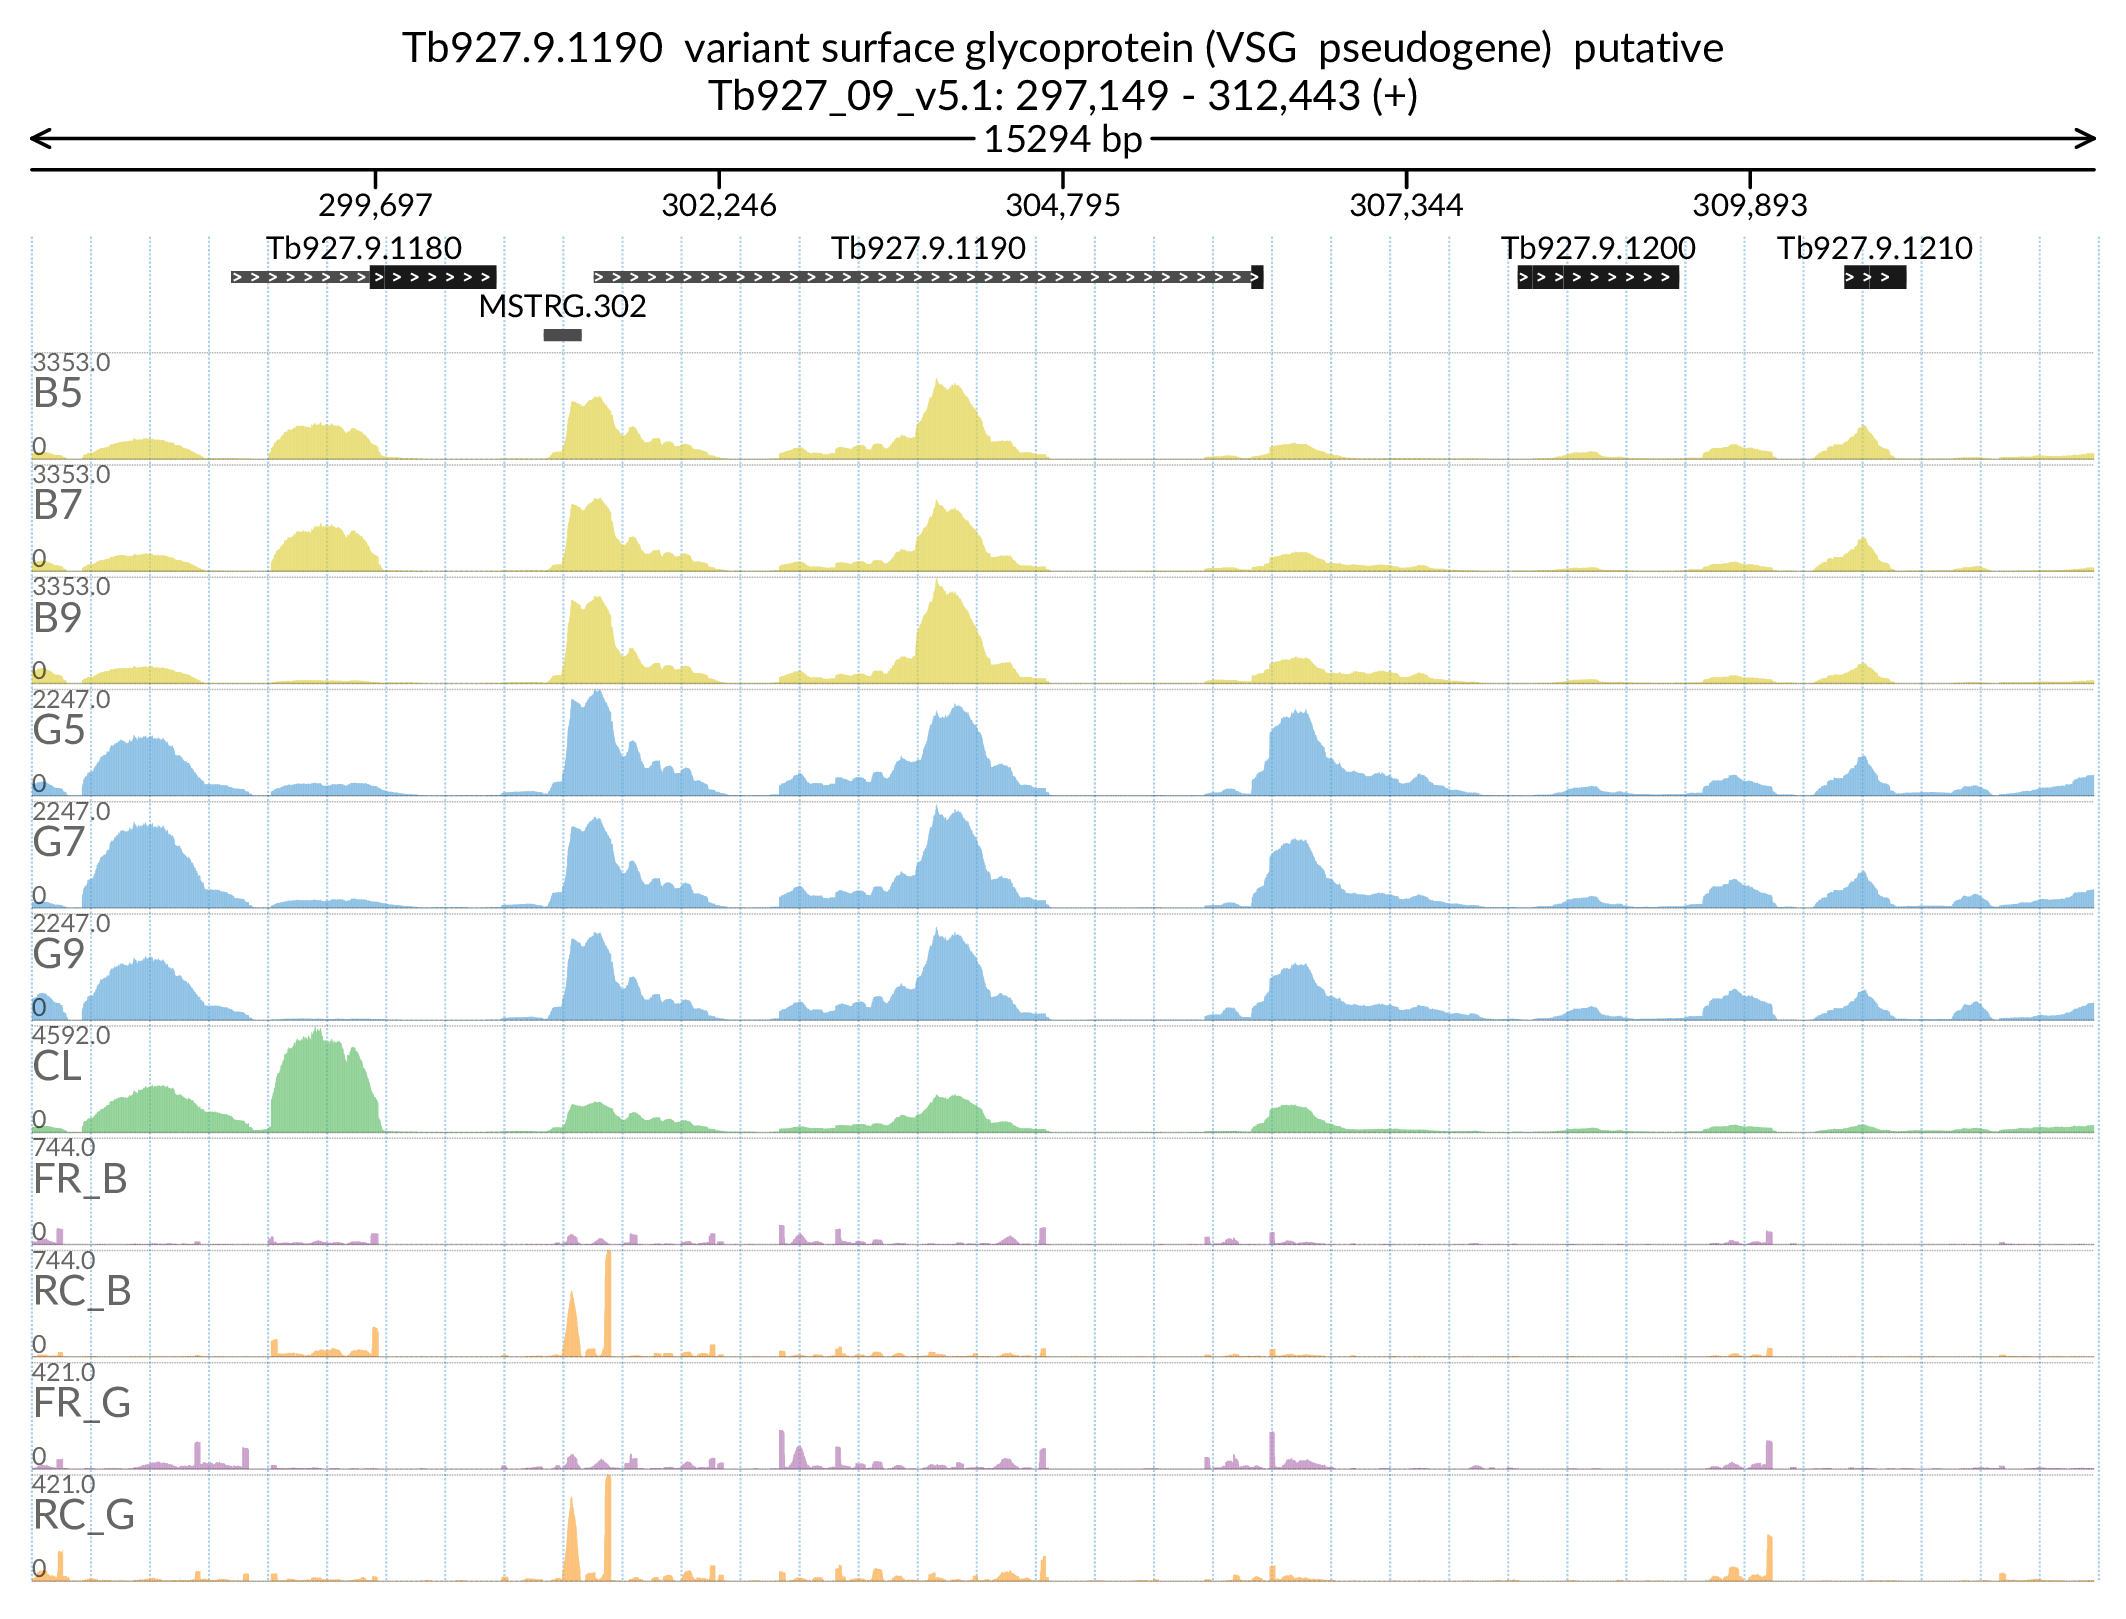 Tb927.9.1190 variant surface glycoprotein (VSG pseudogene) putative
Tb927_09_v5.1: 297,149 - 312,443 (+)
15294 bp
299,697 302,246 304,795 307,344 309,893
Tb927.9.1180 Tb927.9.1190 Tb927.9.1200 Tb927.9.1210
MSTRG.302
3353.0
B5
0
3353.0
B7
0
3353.0
B9
0
2247.0
G5
0
2247.0
G7
0
2247.0
G9
0
4592.0
CL
0
744.0
FR_B
0
744.0
RC_B
0
421.0
FR_G
0
421.0
RC_G
0